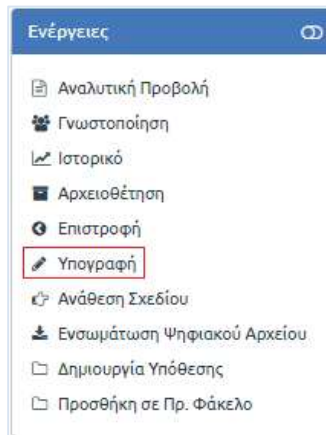 Ενέργειες
Αναλυτική Προβολή
Γνωστοποίηση
Ιστορικό
Αρχειοθέτηση
Επιστροφή
Υπογραφή
Ανάθεση Σχεδίου
Ενσωμάτωση Ψηφιακού Αρχείου
Δημιουργία Υπόθεσης
Προσθήκη σε Πρ. Φάκελο